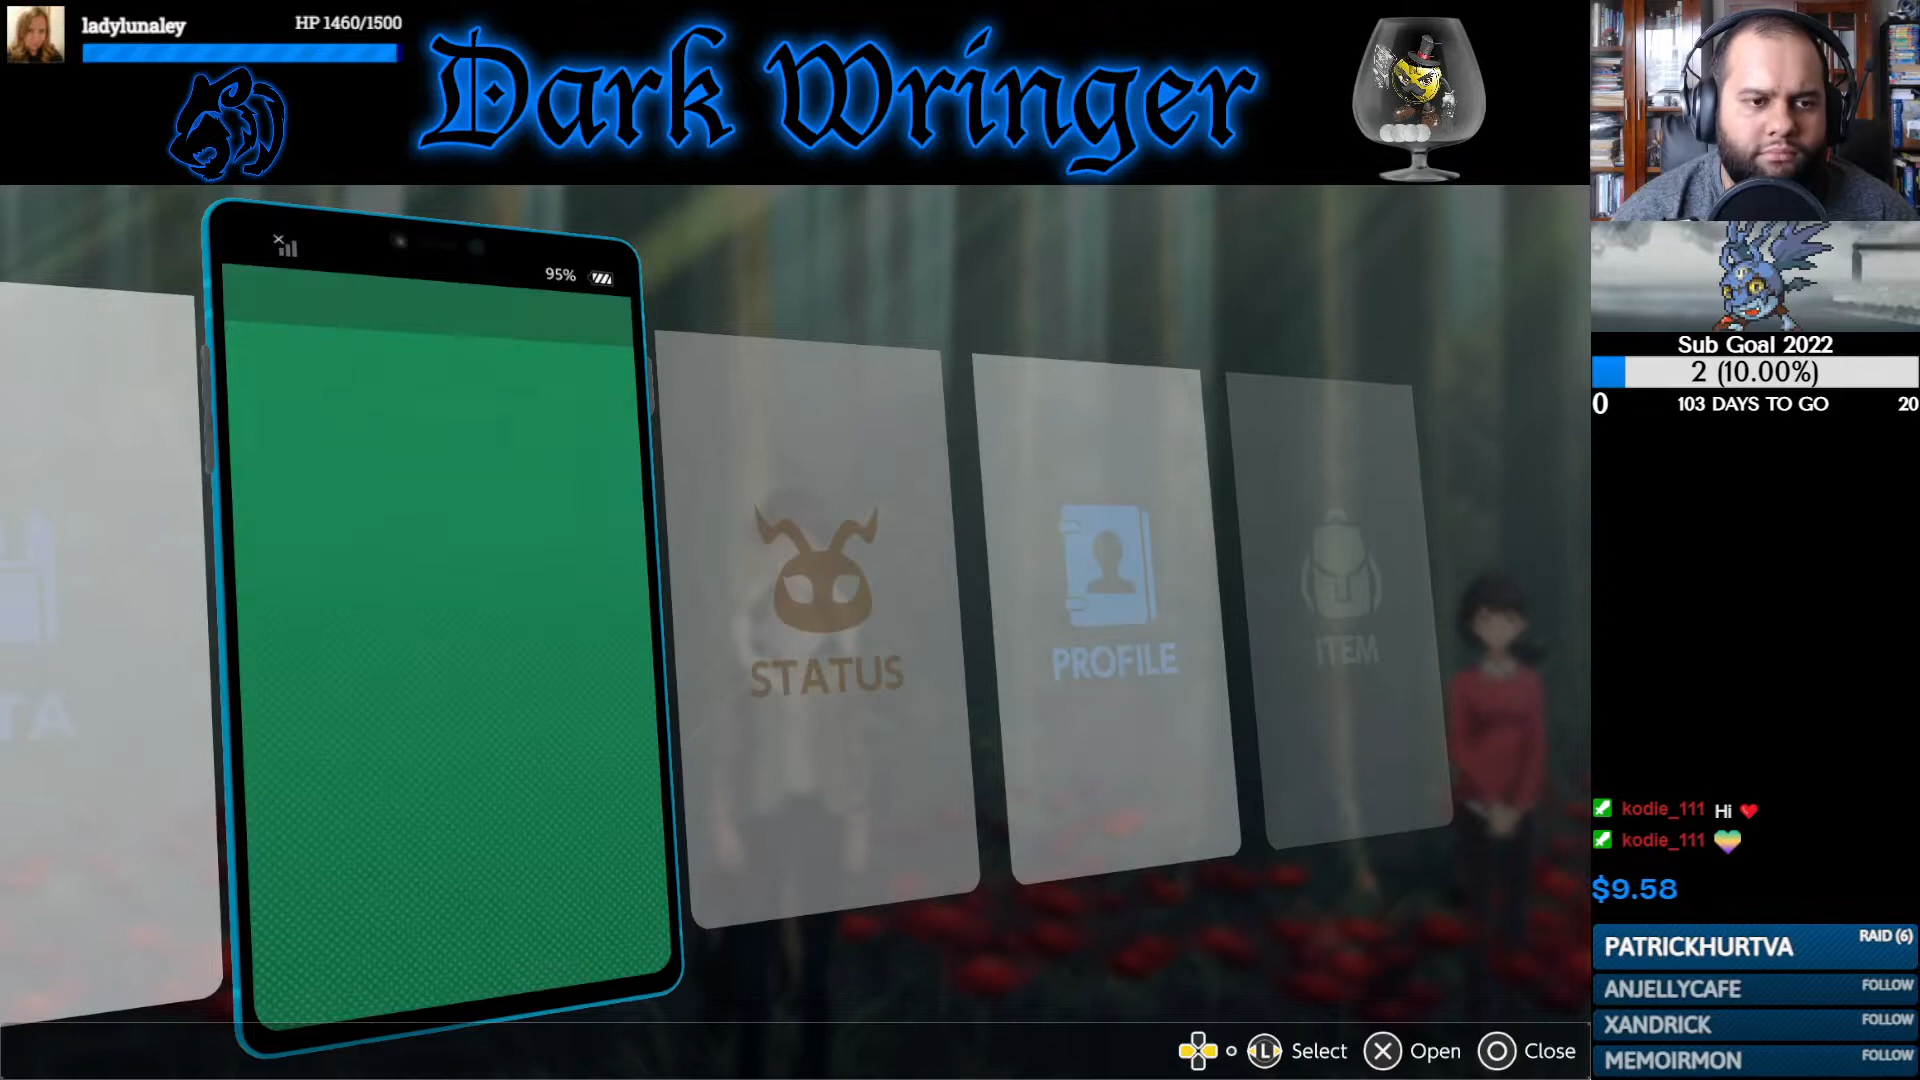 ladylunaley
HP 1460/1500
Dark Wringer
95%
TA
STATUS
PROFILE
ITEM
Select
Open
Close
Sub Goal 2022
2 (10.00%)
0
103 DAYS TO GO
20
kodie_111 Hi
kodie_111
$9.58
PATRICKHURTVA
RAID (6)
ANJELLYCAFE
FOLLOW
XANDRICK
FOLLOW
MEMOIRMON
FOLLOW